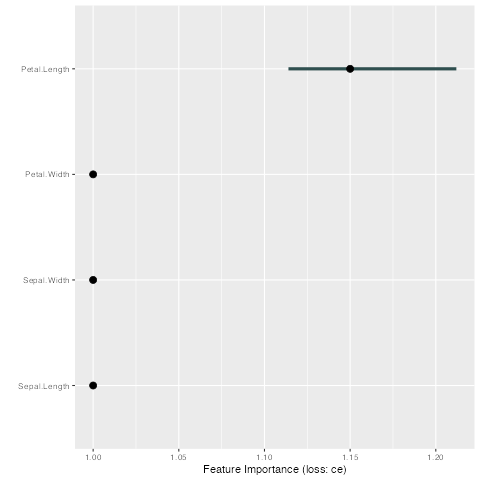 Petal.Length
Petal.Width
Sepal.Width
Sepal.Length
1.00 1.05 1.10 1.15 1.20
Feature Importance (loss: ce)